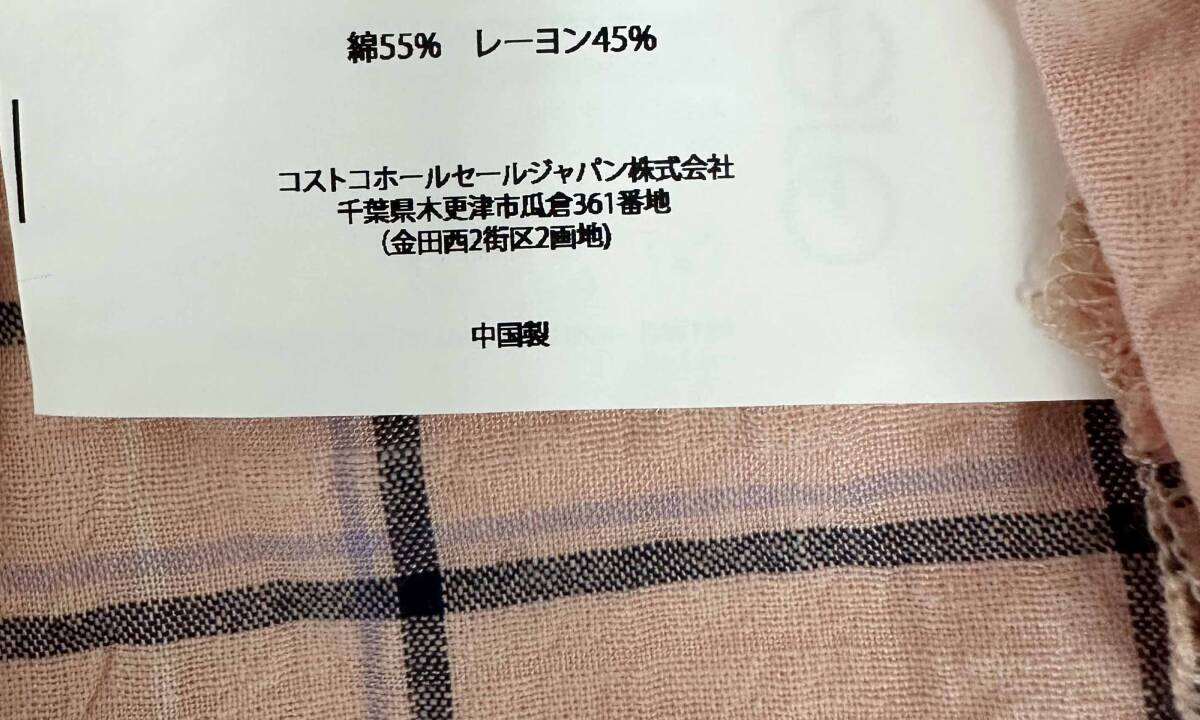 綿55%　レーヨン45%
コストコホールセールジャパン株式会社
千葉県木更津市瓜倉361番地
(金田西2街区2画地)
中国製